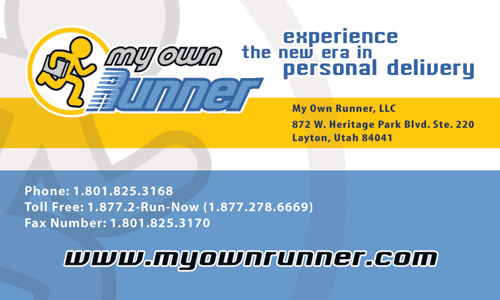 my own
Runner
experience
the new era in
personal delivery
My Own Runner, LLC
872 W. Heritage Park Blvd. Ste. 220
Layton, Utah 84041
Phone: 1.801.825.3168
Toll Free: 1.877.2-Run-Now (1.877.278.6669)
Fax Number: 1.801.825.3170
www.myownrunner.com